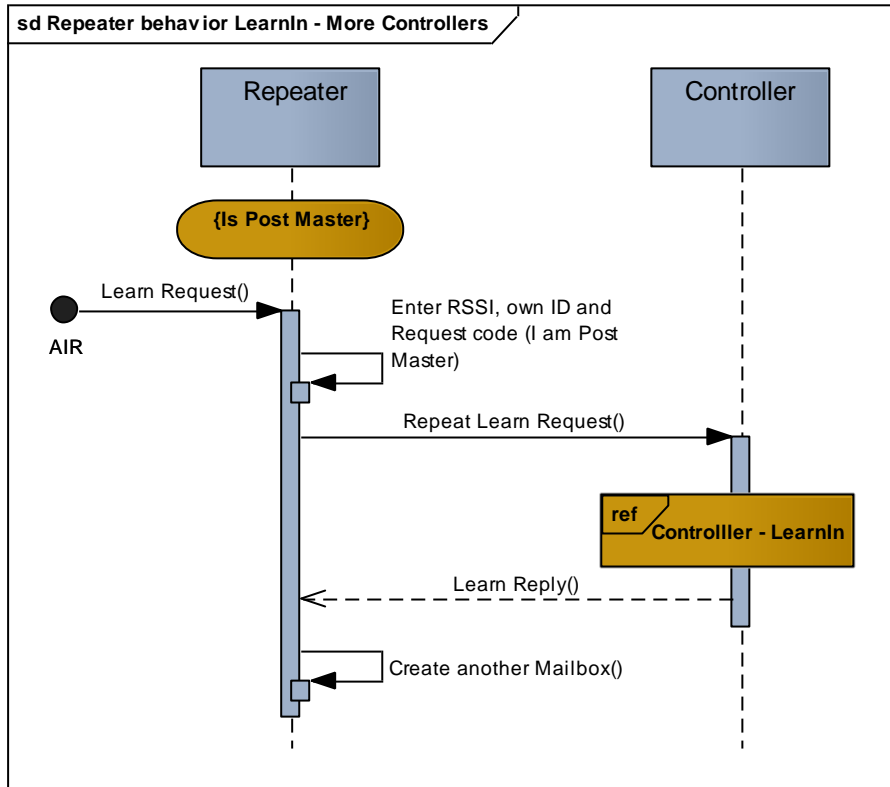 sd Repeater behavior LearnIn - More Controllers
Repeater
Controller
{Is Post Master}
Learn Request()
AIR
Enter RSSI, own ID and
Request code (I am Post
Master)
Repeat Learn Request()
ref
Controlller - LearnIn
Learn Reply()
Create another Mailbox()